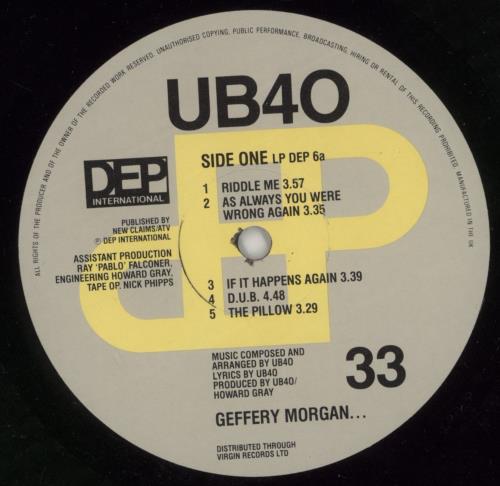 ALL RIGHTS OF THE PRODUCER AND OF THE OWNER OF THE RECORDED WORK RESERVED. UNAUTHORISED COPYING, PUBLIC PERFORMANCE, BROADCASTING, HIRING OR RENTAL OF THIS RECORDING PROHIBITED. MANUFACTURED IN THE UK
UB40
SIDE ONE LP DEP 6a
DEP
INTERNATIONAL
1 RIDDLE ME 3.57
2 AS ALWAYS YOU WERE
WRONG AGAIN 3.35
PUBLISHED BY
NEW CLAIMS/ATV
℗ DEP INTERNATIONAL
ASSISTANT PRODUCTION
RAY 'PABLO' FALCONER,
ENGINEERING HOWARD GRAY,
TAPE OP. NICK PHIPPS
3 IF IT HAPPENS AGAIN 3.39
4 D.U.B. 4.48
5 THE PILLOW 3.29
MUSIC COMPOSED AND
ARRANGED BY UB40
LYRICS BY UB40
PRODUCED BY UB40/
HOWARD GRAY
33
GEFFERY MORGAN...
DISTRIBUTED THROUGH
VIRGIN RECORDS LTD